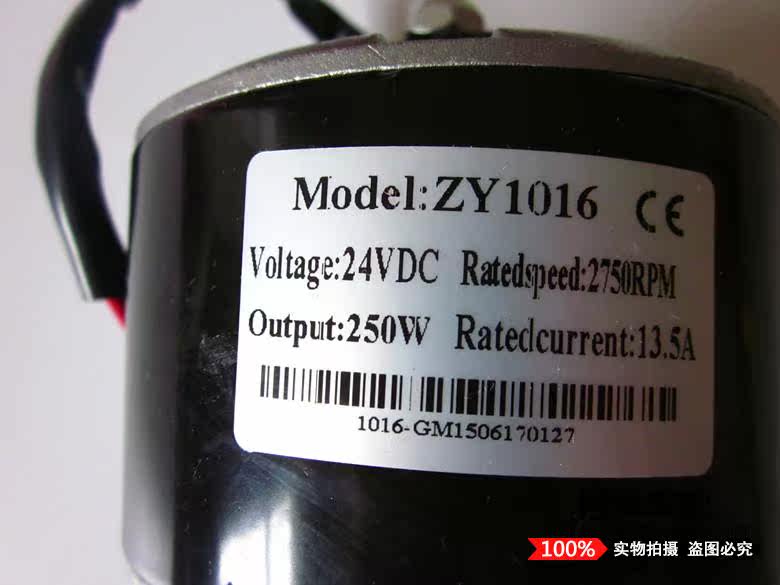 Model:ZY1016 CE
Voltage:24VDC Ratedspeed:2750RPM
Output:250W Ratedcurrent:13.5A
1016-GM1506170127
100% 实物拍摄 盗图必究